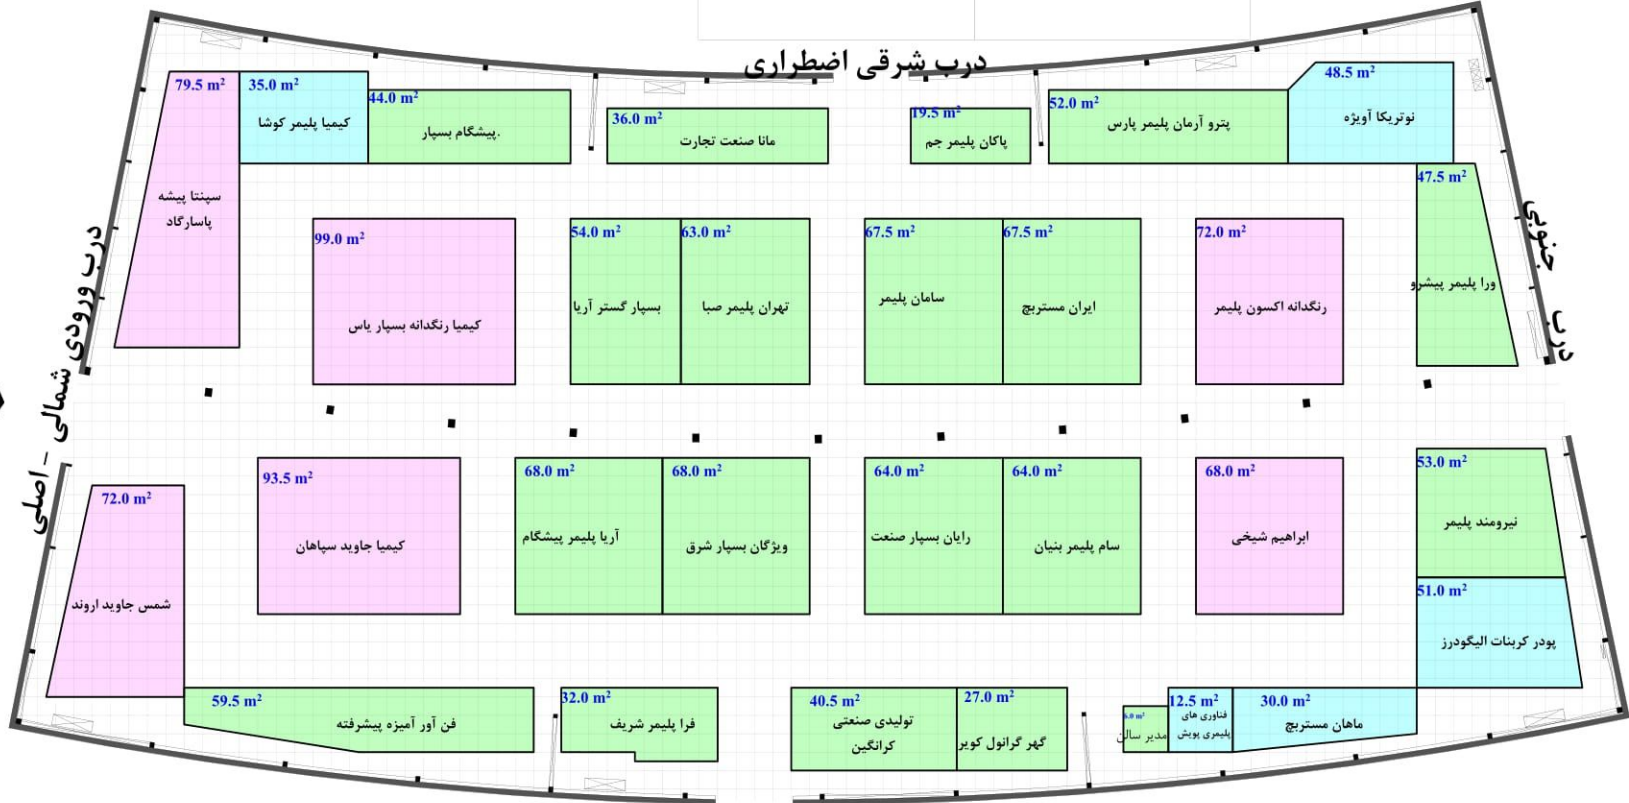 درب شرقی اضطراری
79.5 m²
سپنتا پیشه
پاسارگاد
35.0 m²
کیمیا پلیمر کوشا
44.0 m²
پیشگام بسپار.
36.0 m²
مانا صنعت تجارت
19.5 m²
پاکان پلیمر جم
52.0 m²
پترو آرمان پلیمر پارس
48.5 m²
نوتریکا آویژه
47.5 m²
ورا پلیمر پیشرو
درب جنوبی
درب ورودی شمالی - اصلی
99.0 m²
کیمیا رنگدانه بسپار یاس
54.0 m²
بسپار گستر آریا
63.0 m²
تهران پلیمر صبا
67.5 m²
سامان پلیمر
67.5 m²
ایران مستربچ
72.0 m²
رنگدانه اکسون پلیمر
72.0 m²
شمس جاوید اروند
93.5 m²
کیمیا جاوید سپاهان
68.0 m²
آریا پلیمر پیشگام
68.0 m²
ویژگان بسپار شرق
64.0 m²
رایان بسپار صنعت
64.0 m²
سام پلیمر بنیان
68.0 m²
ابراهیم شیخی
53.0 m²
نیرومند پلیمر
51.0 m²
پودر کربنات الیگودرز
59.5 m²
فن آور آمیزه پیشرفته
32.0 m²
فرا پلیمر شریف
40.5 m²
تولیدی صنعتی
کرانگین
27.0 m²
گهر گرانول کویر
6.0 m²
مدیر سالن
12.5 m²
فناوری های
پلیمری پویش
30.0 m²
ماهان مستربچ